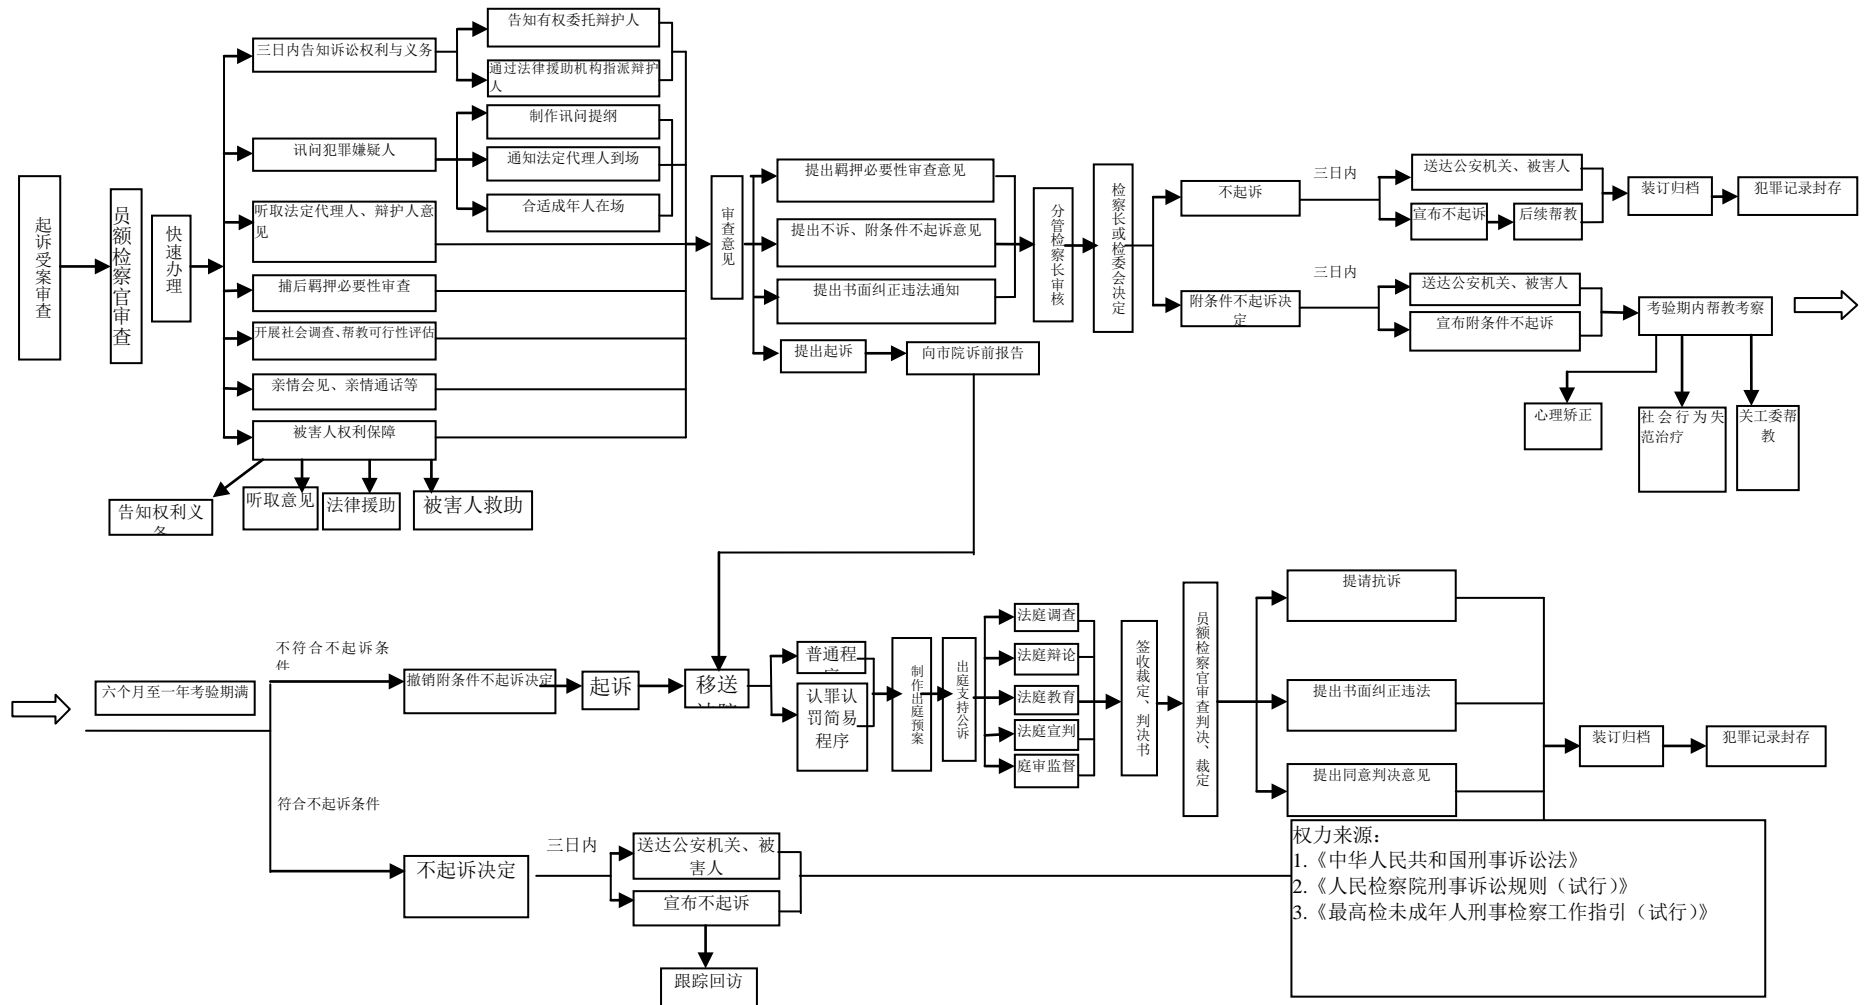 起诉受案审查
员额检察官审查
快速办理
三日内告知诉讼权利与义务
告知有权委托辩护人
通过法律援助机构指派辩护
人
讯问犯罪嫌疑人
制作讯问提纲
通知法定代理人到场
合适成年人在场
听取法定代理人、辩护人意
见
捕后羁押必要性审查
开展社会调查、帮教可行性评估
亲情会见、亲情通话等
被害人权利保障
告知权利义
务
听取意见
法律援助
被害人救助
审查意见
提出羁押必要性审查意见
提出不诉、附条件不起诉意见
提出书面纠正违法通知
提出起诉
向市院诉前报告
分管检察长审核
检察长或检委会决定
不起诉
三日内
送达公安机关、被害人
宣布不起诉
后续帮教
装订归档
犯罪记录封存
附条件不起诉决
定
三日内
送达公安机关、被害人
宣布附条件不起诉
考验期内帮教考察
心理矫正
社会行为失
范治疗
关工委帮
教
六个月至一年考验期满
不符合不起诉条
件
撤销附条件不起诉决定
起诉
移送
法院
普通程
序
认罪认
罚简易
程序
制作出庭预案
出庭支持公诉
法庭调查
法庭辩论
法庭教育
法庭宣判
庭审监督
签收裁定、判决书
员额检察官审查判决、裁定
提请抗诉
提出书面纠正违法
提出同意判决意见
装订归档
犯罪记录封存
符合不起诉条件
不起诉决定
三日内
送达公安机关、被
害人
宣布不起诉
跟踪回访
权力来源：
1.《中华人民共和国刑事诉讼法》
2.《人民检察院刑事诉讼规则（试行）》
3.《最高检未成年人刑事检察工作指引（试行）》